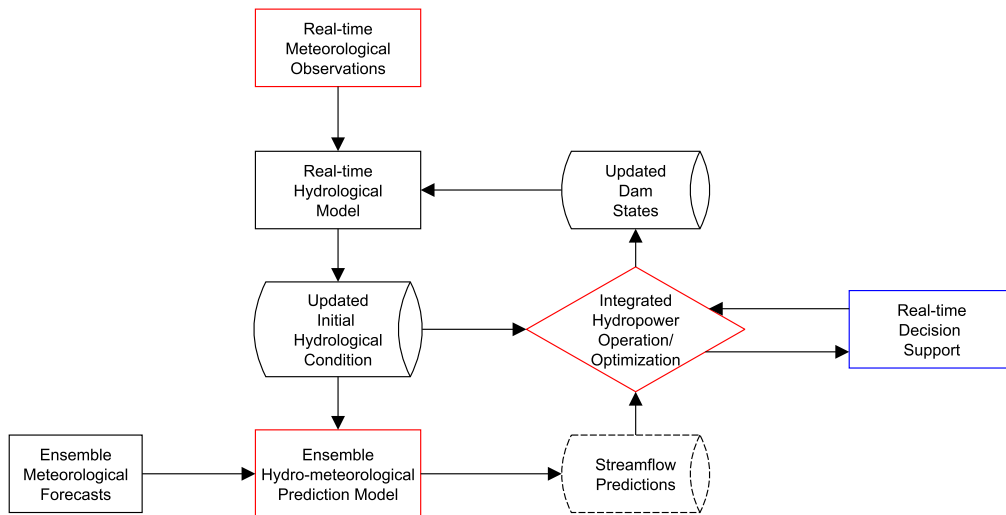 Real-time
Meteorological
Observations
Real-time
Hydrological
Model
Updated
Dam
States
Updated
Initial
Hydrological
Condition
Integrated
Hydropower
Operation/
Optimization
Real-time
Decision
Support
Ensemble
Meteorological
Forecasts
Ensemble
Hydro-meteorological
Prediction Model
Streamflow
Predictions